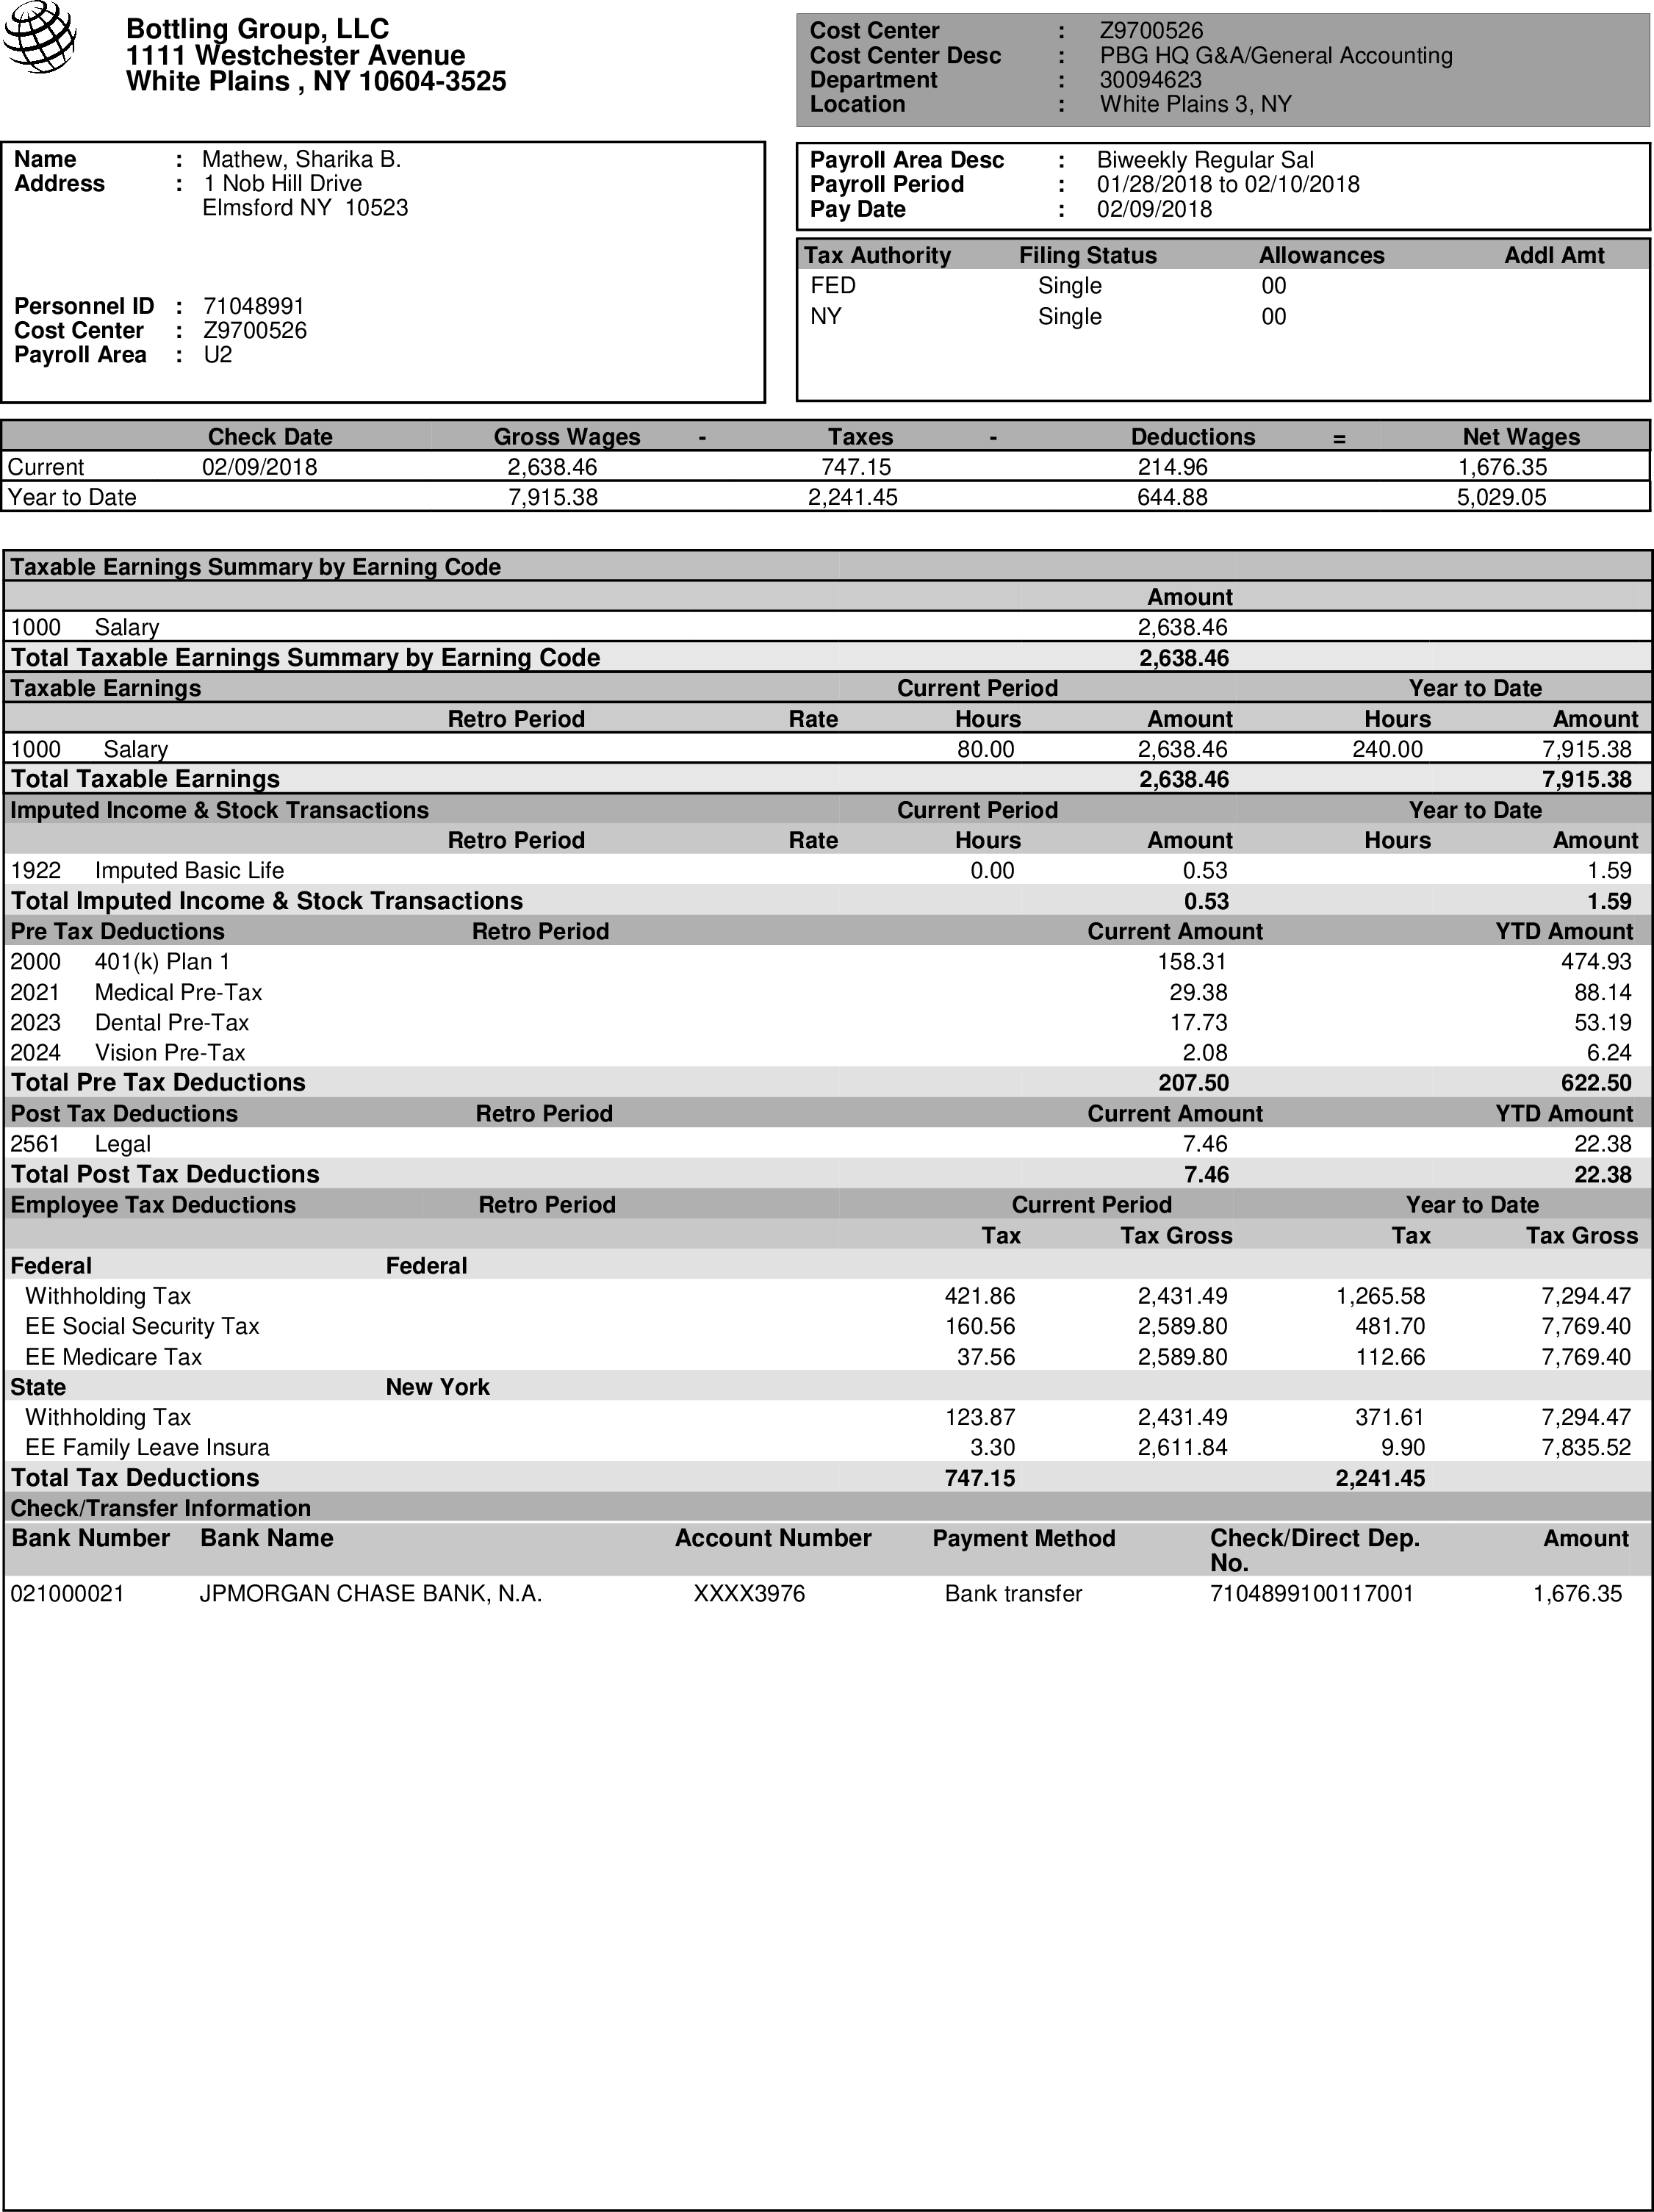 Bottling Group, LLC
1111 Westchester Avenue
White Plains , NY 10604-3525
Cost Center : Z9700526
Cost Center Desc : PBG HQ G&A/General Accounting
Department : 30094623
Location : White Plains 3, NY
Name : Mathew, Sharika B.
Address : 1 Nob Hill Drive
Elmsford NY 10523
Personnel ID : 71048991
Cost Center : Z9700526
Payroll Area : U2
Payroll Area Desc : Biweekly Regular Sal
Payroll Period : 01/28/2018 to 02/10/2018
Pay Date : 02/09/2018
Tax Authority Filing Status Allowances Addl Amt
FED Single 00
NY Single 00
Check Date Gross Wages - Taxes - Deductions = Net Wages
Current 02/09/2018 2,638.46 747.15 214.96 1,676.35
Year to Date 7,915.38 2,241.45 644.88 5,029.05
Taxable Earnings Summary by Earning Code
Amount
1000 Salary 2,638.46
Total Taxable Earnings Summary by Earning Code 2,638.46
Taxable Earnings Current Period Year to Date
Retro Period Rate Hours Amount Hours Amount
1000 Salary 80.00 2,638.46 240.00 7,915.38
Total Taxable Earnings 2,638.46 7,915.38
Imputed Income & Stock Transactions Current Period Year to Date
Retro Period Rate Hours Amount Hours Amount
1922 Imputed Basic Life 0.00 0.53 1.59
Total Imputed Income & Stock Transactions 0.53 1.59
Pre Tax Deductions Retro Period Current Amount YTD Amount
2000 401(k) Plan 1 158.31 474.93
2021 Medical Pre-Tax 29.38 88.14
2023 Dental Pre-Tax 17.73 53.19
2024 Vision Pre-Tax 2.08 6.24
Total Pre Tax Deductions 207.50 622.50
Post Tax Deductions Retro Period Current Amount YTD Amount
2561 Legal 7.46 22.38
Total Post Tax Deductions 7.46 22.38
Employee Tax Deductions Retro Period Current Period Year to Date
Tax Tax Gross Tax Tax Gross
Federal Federal
Withholding Tax 421.86 2,431.49 1,265.58 7,294.47
EE Social Security Tax 160.56 2,589.80 481.70 7,769.40
EE Medicare Tax 37.56 2,589.80 112.66 7,769.40
State New York
Withholding Tax 123.87 2,431.49 371.61 7,294.47
EE Family Leave Insura 3.30 2,611.84 9.90 7,835.52
Total Tax Deductions 747.15 2,241.45
Check/Transfer Information
Bank Number Bank Name Account Number Payment Method Check/Direct Dep. No. Amount
021000021 JPMORGAN CHASE BANK, N.A. XXXX3976 Bank transfer 7104899100117001 1,676.35